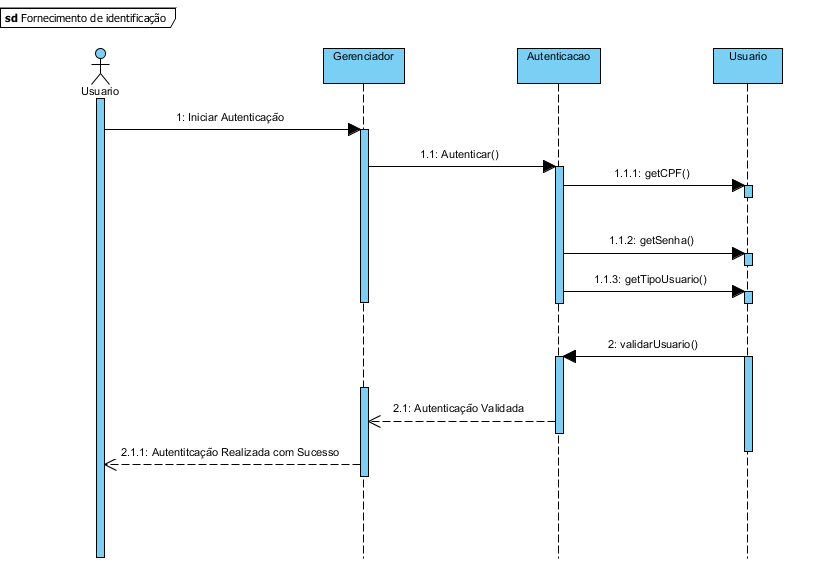 sd Fornecimento de identificação
Gerenciador
Autenticacao
Usuario
Usuario
1: Iniciar Autenticação
1.1: Autenticar()
1.1.1: getCPF()
1.1.2: getSenha()
1.1.3: getTipoUsuario()
2: validarUsuario()
2.1: Autenticação Validada
2.1.1: Autentitcação Realizada com Sucesso